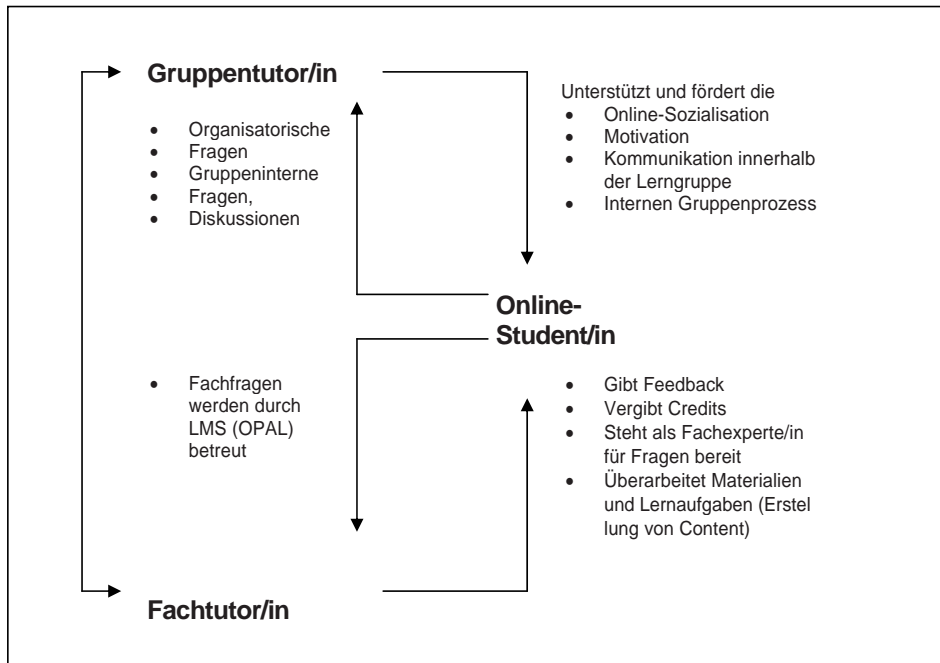 Gruppentutor/in
• Organisatorische
• Fragen
• Gruppeninterne
• Fragen,
• Diskussionen
Unterstützt und fördert die
• Online-Sozialisation
• Motivation
• Kommunikation innerhalb
der Lerngruppe
• Internen Gruppenprozess
Online-
Student/in
• Fachfragen
werden durch
LMS (OPAL)
betreut
• Gibt Feedback
• Vergibt Credits
• Steht als Fachexperte/in
für Fragen bereit
• Überarbeitet Materialien
und Lernaufgaben (Erstel
lung von Content)
Fachtutor/in